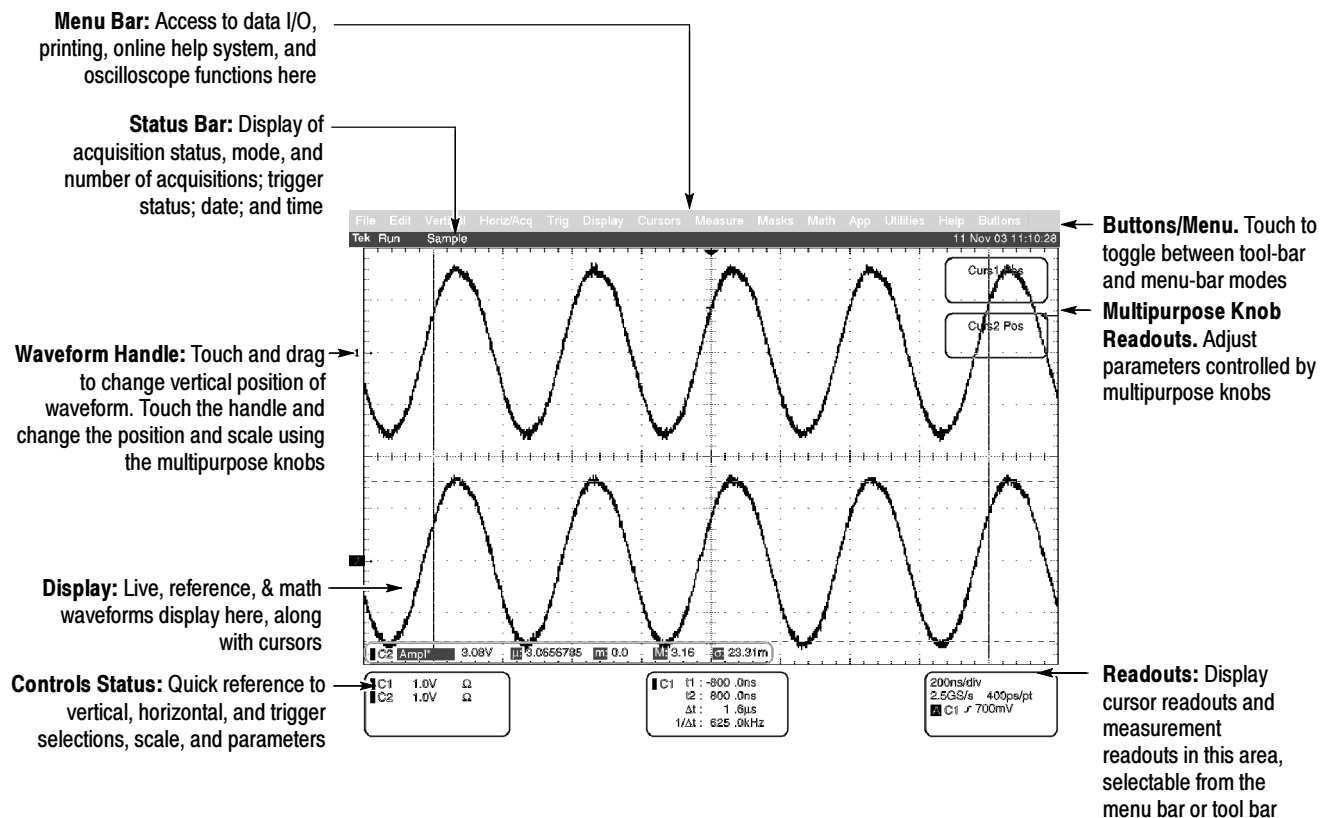 Menu Bar: Access to data I/O,
printing, online help system, and
oscilloscope functions here
Status Bar: Display of
acquisition status, mode, and
number of acquisitions; trigger
status; date; and time
File Edit Vertical Horiz/Acq Trig Display Cursors Measure Masks Math App Utilities Help Buttons
Tek Run Sample 11 Nov 03 11:10:28
Buttons/Menu. Touch to
toggle between tool-bar
and menu-bar modes
Curs1 Pos
Curs2 Pos
Multipurpose Knob
Readouts. Adjust
parameters controlled by
multipurpose knobs
Waveform Handle: Touch and drag
to change vertical position of
waveform. Touch the handle and
change the position and scale using
the multipurpose knobs
1
2
Display: Live, reference, & math
waveforms display here, along
with cursors
C2 Ampl* 3.08V μ: 3.0656785 m: 0.0 M: 3.16 σ: 23.31m
Controls Status: Quick reference to
vertical, horizontal, and trigger
selections, scale, and parameters
C1 1.0V Ω
C2 1.0V Ω
C1 t1 : -800 .0ns
t2 : 800 .0ns
Δt : 1 .6μs
1/Δt : 625 .0kHz
200ns/div
2.5GS/s 400ps/pt
A C1 ƒ 700mV
Readouts: Display
cursor readouts and
measurement
readouts in this area,
selectable from the
menu bar or tool bar